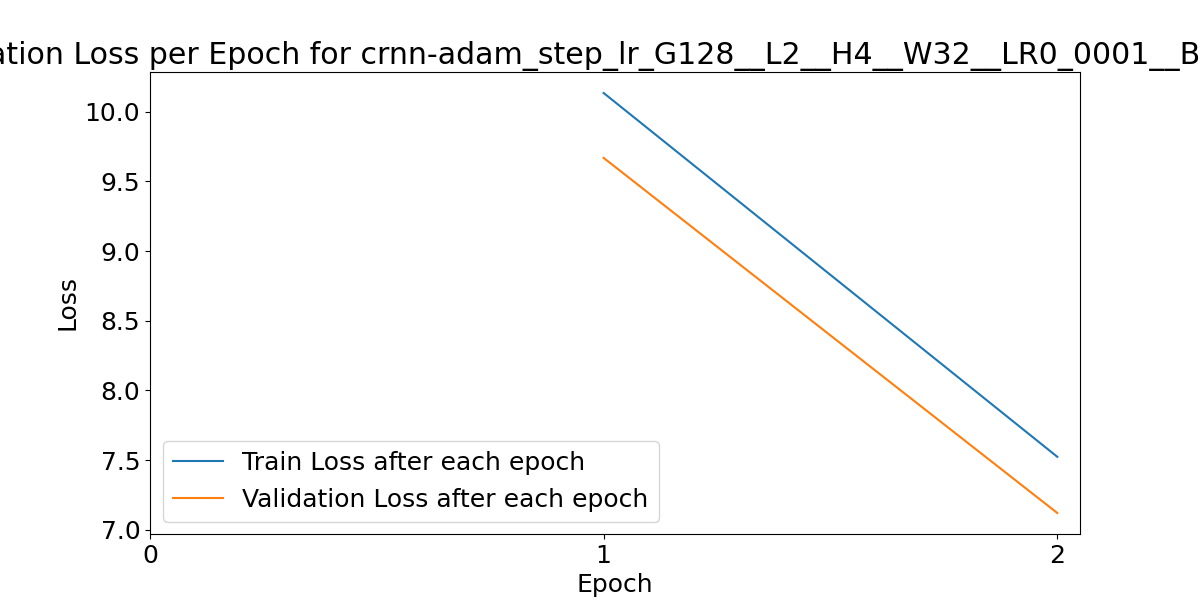 ation Loss per Epoch for crnn-adam_step_lr_G128__L2__H4__W32__LR0_0001__B
10.0
9.5
9.0
8.5
8.0
7.5
7.0
Loss
Train Loss after each epoch
Validation Loss after each epoch
0 1 2
Epoch